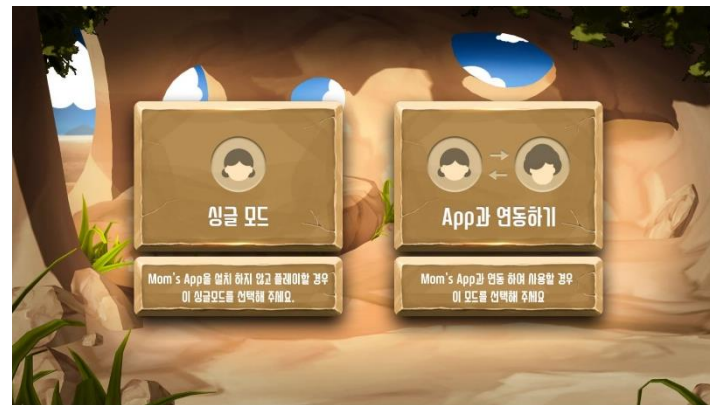 싱글 모드
Mom's App을 설치 하지 않고 플레이할 경우
이 싱글모드를 선택해 주세요.
App과 연동하기
Mom's App과 연동 하여 사용할 경우
이 모드를 선택해 주세요